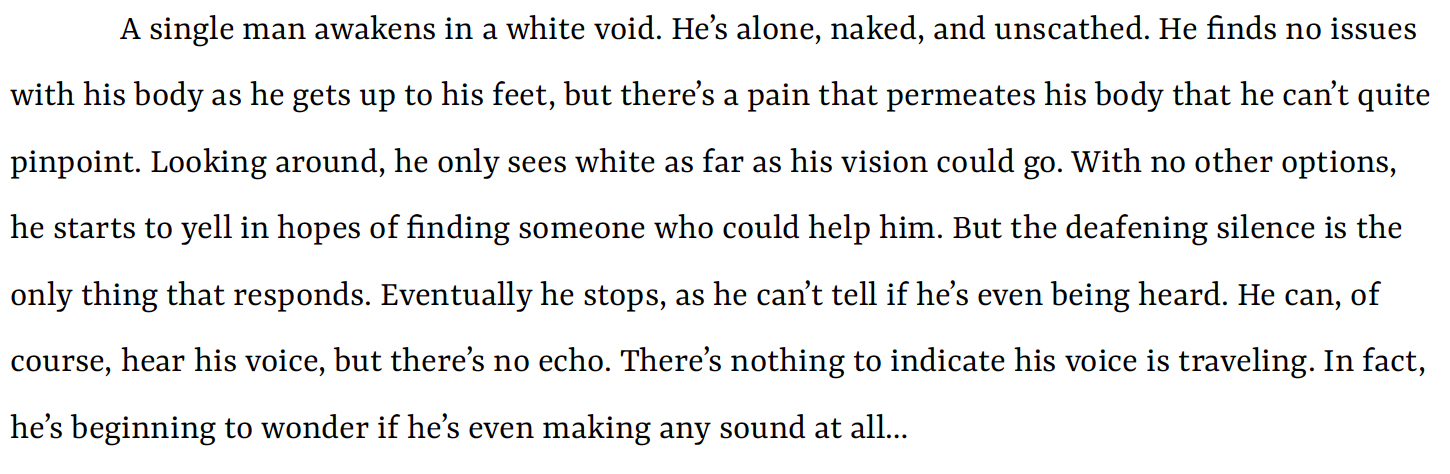 A single man awakens in a white void. He’s alone, naked, and unscathed. He finds no issues
with his body as he gets up to his feet, but there’s a pain that permeates his body that he can’t quite
pinpoint. Looking around, he only sees white as far as his vision could go. With no other options,
he starts to yell in hopes of finding someone who could help him. But the deafening silence is the
only thing that responds. Eventually he stops, as he can’t tell if he’s even being heard. He can, of
course, hear his voice, but there’s no echo. There’s nothing to indicate his voice is traveling. In fact,
he’s beginning to wonder if he’s even making any sound at all...